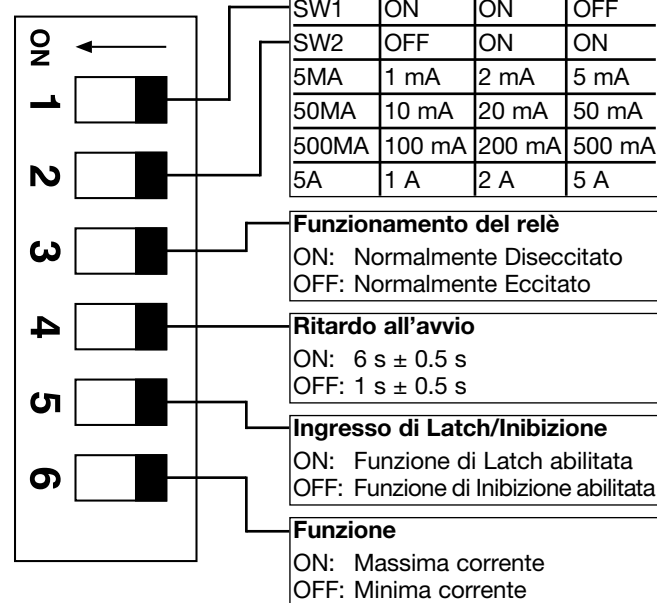 ON
1
2
3
4
5
6
SW1 ON ON OFF
SW2 OFF ON ON
5MA 1 mA 2 mA 5 mA
50MA 10 mA 20 mA 50 mA
500MA 100 mA 200 mA 500 mA
5A 1 A 2 A 5 A
Funzionamento del relè
ON: Normalmente Diseccitato
OFF: Normalmente Eccitato
Ritardo all'avvio
ON: 6 s ± 0.5 s
OFF: 1 s ± 0.5 s
Ingresso di Latch/Inibizione
ON: Funzione di Latch abilitata
OFF: Funzione di Inibizione abilitata
Funzione
ON: Massima corrente
OFF: Minima corrente